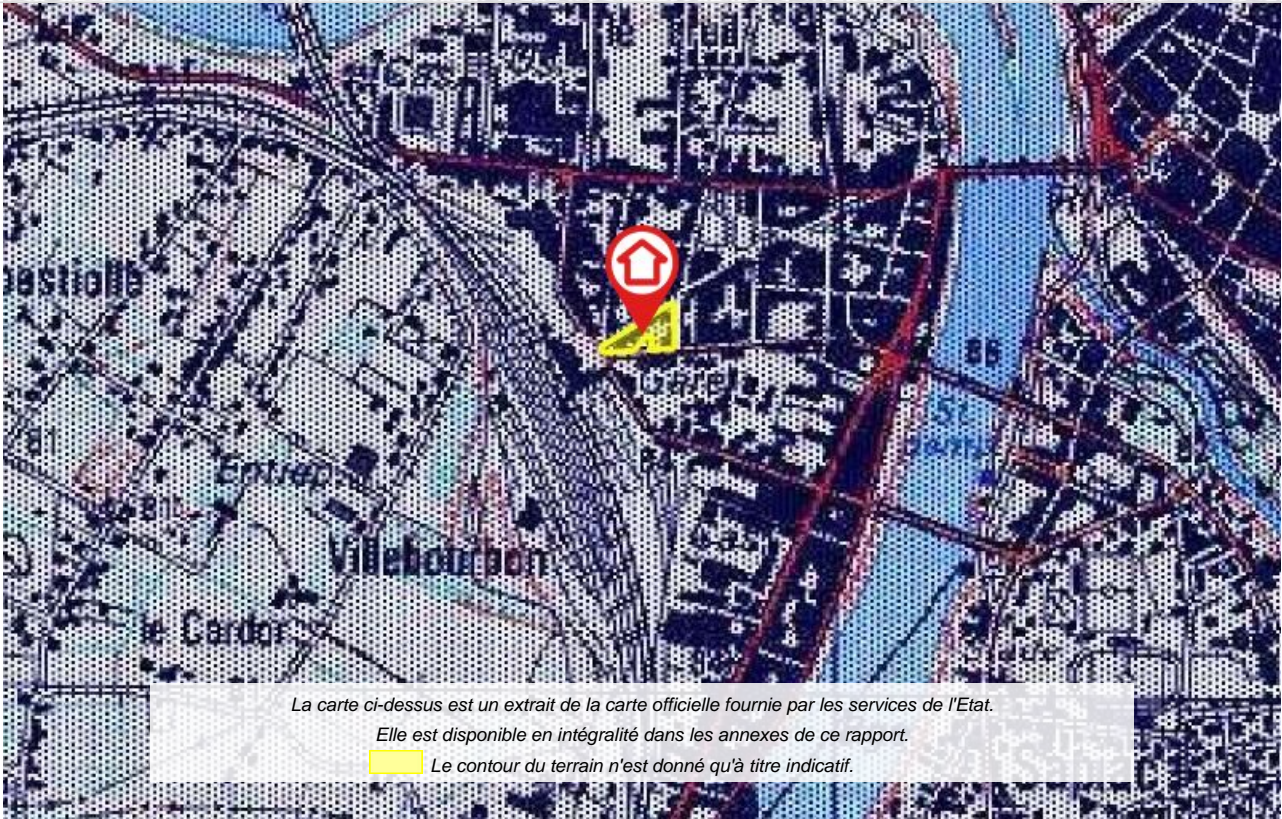 Gare
85
St
Entrep
81
Villebourbon
le Cardor
La carte ci-dessus est un extrait de la carte officielle fournie par les services de l'Etat.
Elle est disponible en intégralité dans les annexes de ce rapport.
Le contour du terrain n'est donné qu'à titre indicatif.